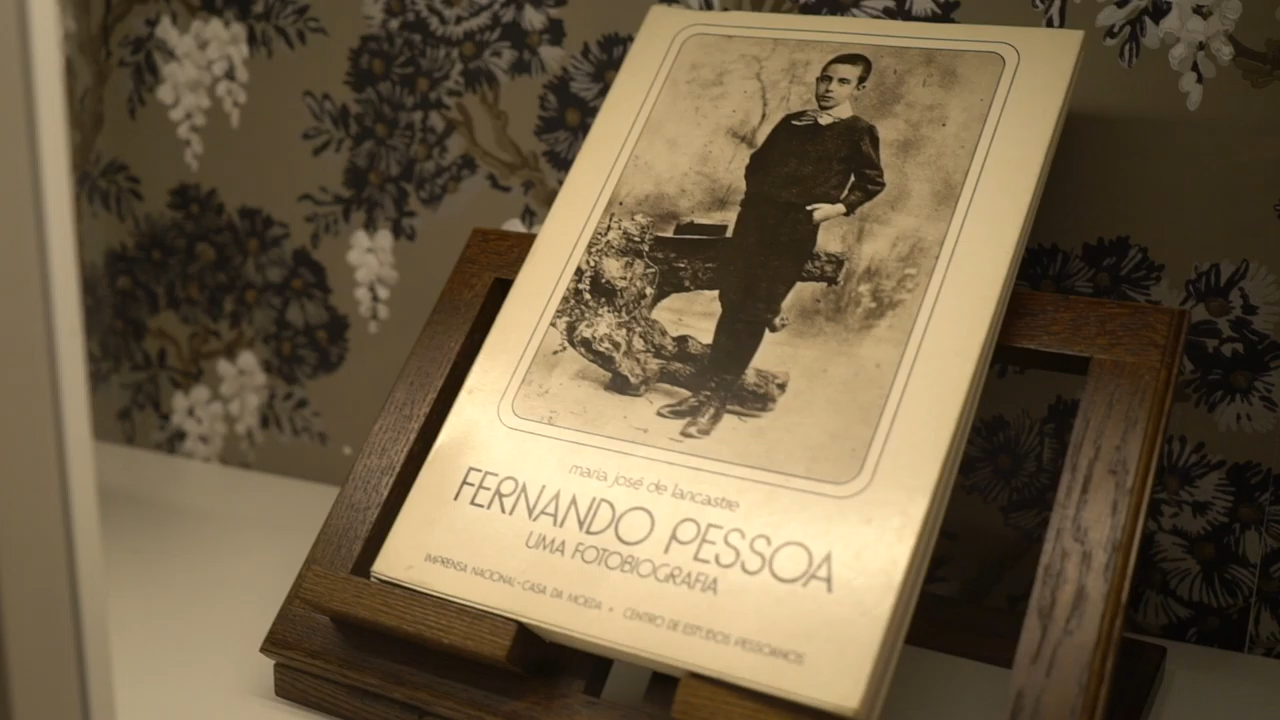 maria josé de lancastre
FERNANDO PESSOA
UMA FOTOBIOGRAFIA
IMPRENSA NACIONAL - CASA DA MOEDA • CENTRO DE ESTUDOS PESSOANOS